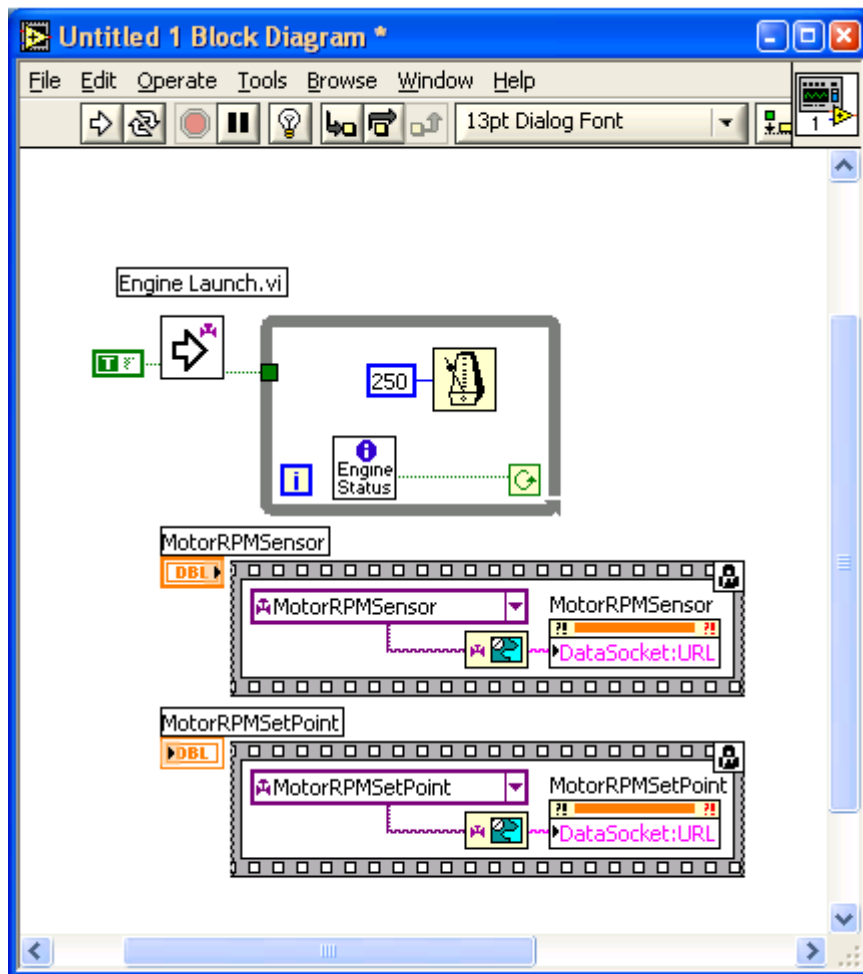 Untitled 1 Block Diagram *
File Edit Operate Tools Browse Window Help
13pt Dialog Font
1
Engine Launch.vi
T F
250
i
Engine
Status
i
MotorRPMSensor
DBL
MotorRPMSensor
MotorRPMSensor
?! ?!
DataSocket:URL
MotorRPMSetPoint
DBL
MotorRPMSetPoint
MotorRPMSetPoint
?! ?!
DataSocket:URL